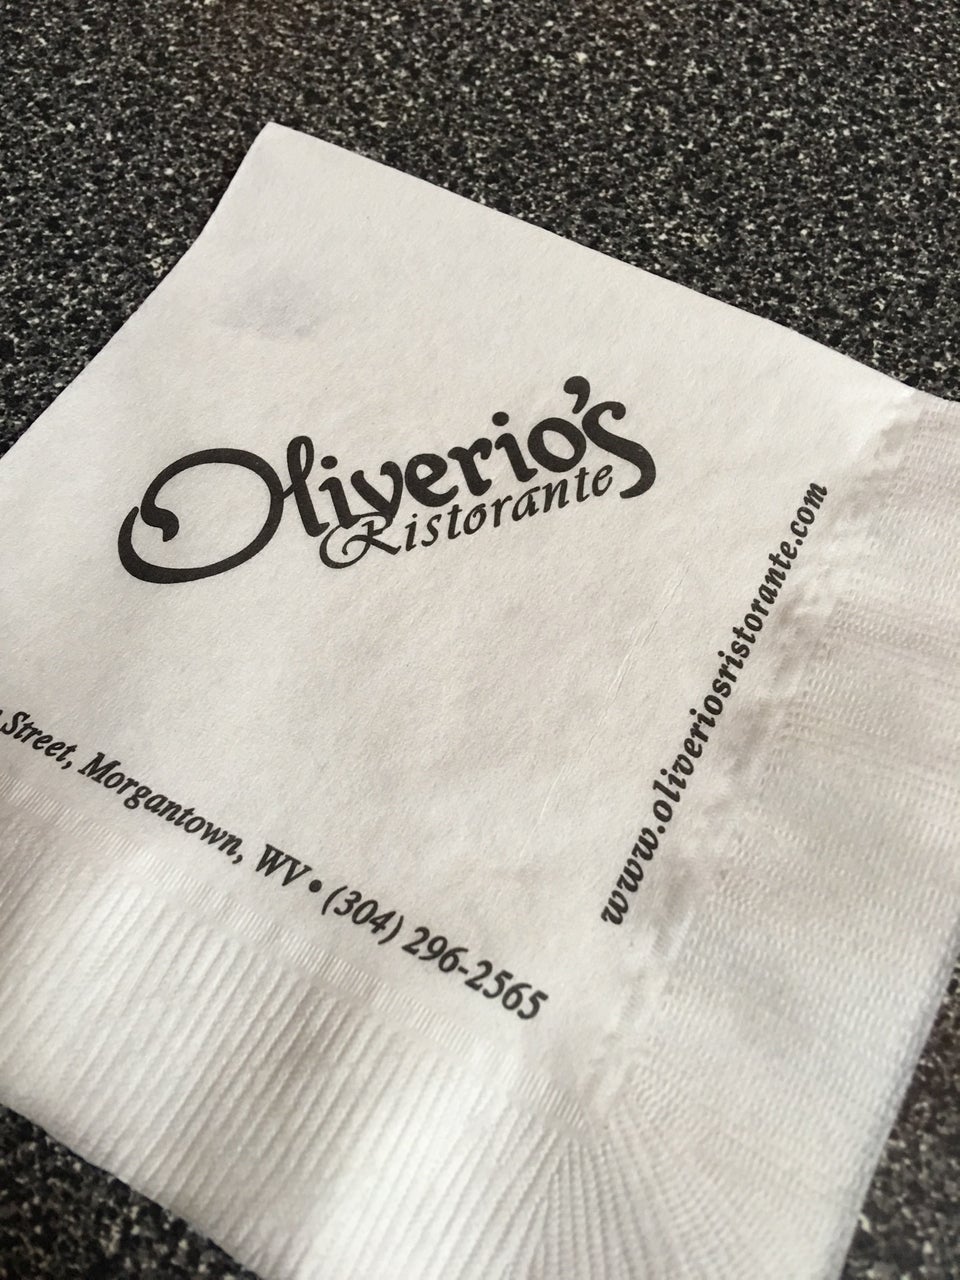 Oliverio's
Ristorante
www.oliveriosristorante.com
Street, Morgantown, WV • (304) 296-2565